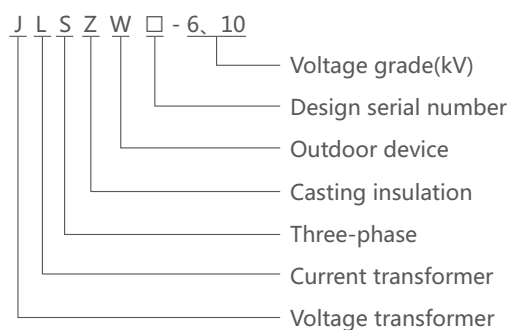 J L S Z W □ - 6、10
Voltage grade(kV)
Design serial number
Outdoor device
Casting insulation
Three-phase
Current transformer
Voltage transformer